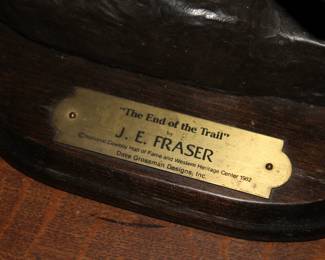 "The End of the Trail"
by
J. E. FRASER
©National Cowboy Hall of Fame and Western Heritage Center 1982
Dave Grossman Designs, Inc.